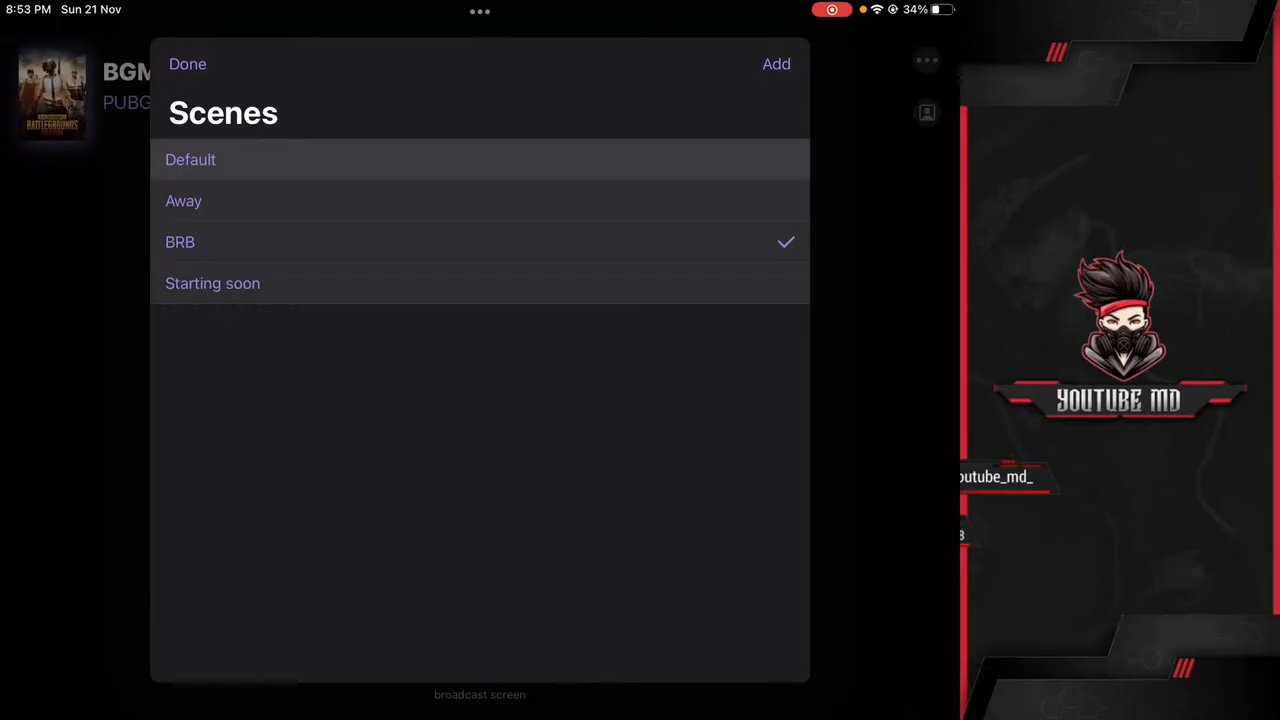 8:53 PM Sun 21 Nov
34%
Done
Add
BGM
PUBG
BATTLEGROUNDS
Scenes
Default
Away
BRB
Starting soon
broadcast screen
YOUTUBE MD
outube_md_